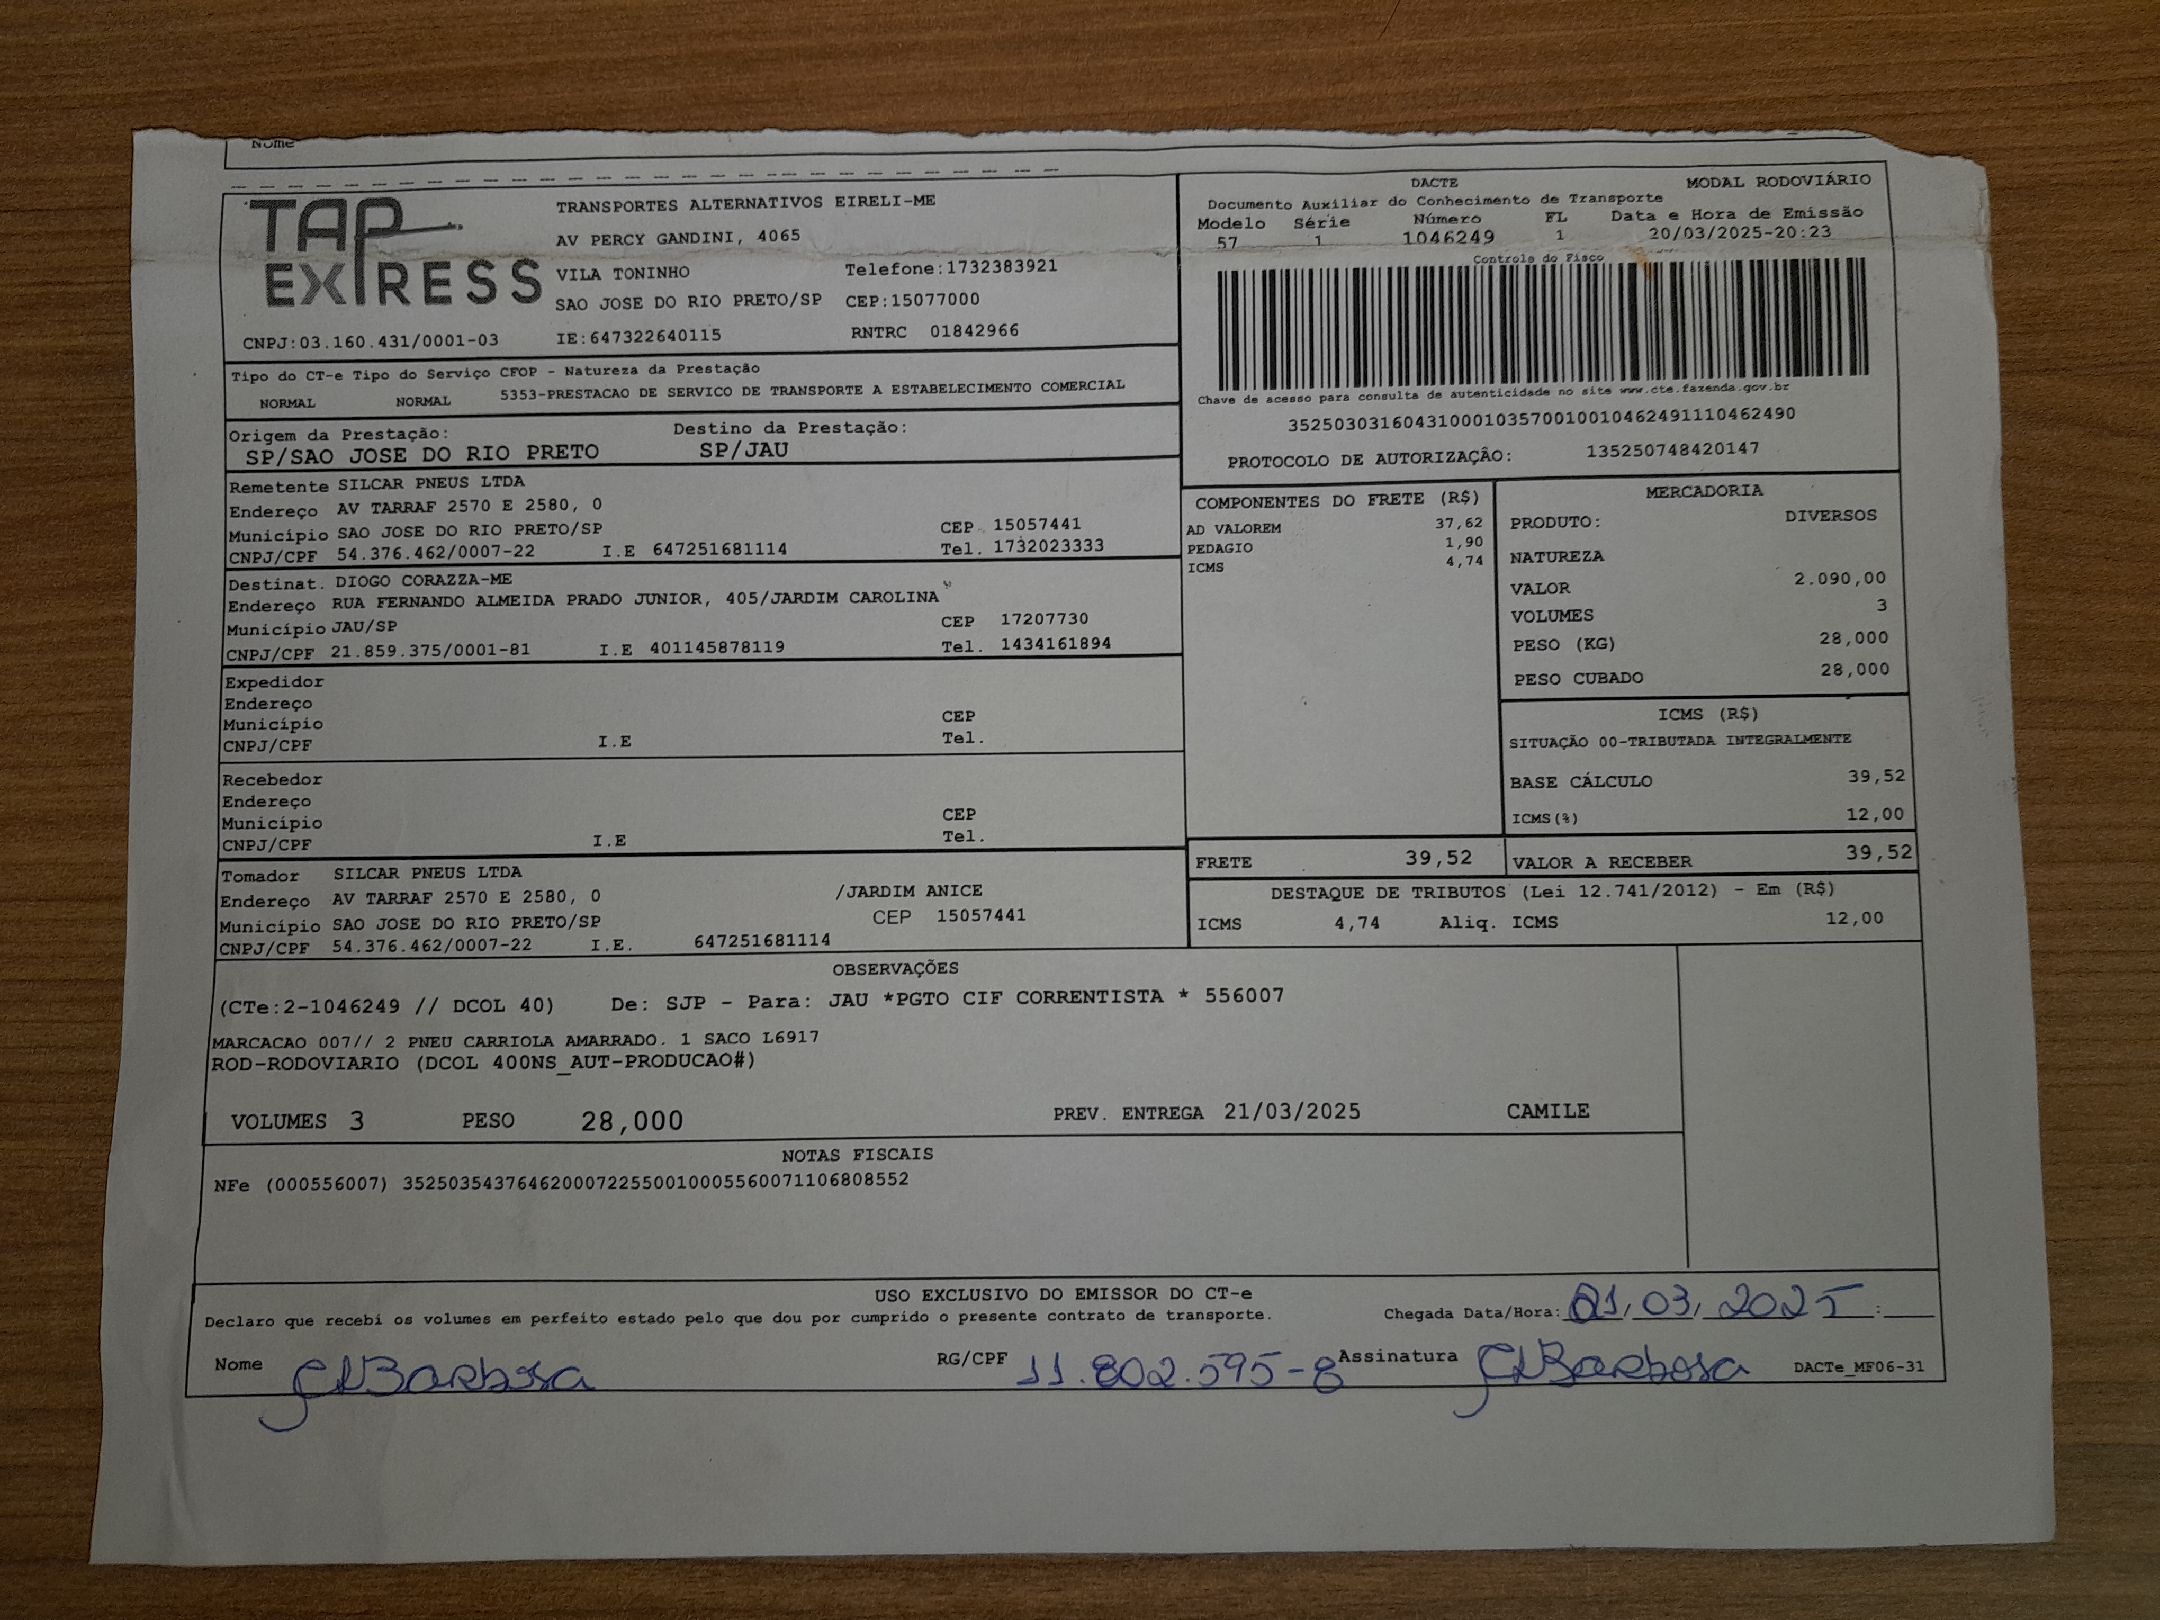 Nome
TAP EXPRESS
TRANSPORTES ALTERNATIVOS EIRELI-ME
AV PERCY GANDINI, 4065
VILA TONINHO Telefone:1732383921
SAO JOSE DO RIO PRETO/SP CEP:15077000
CNPJ:03.160.431/0001-03 IE:647322640115 RNTRC 01842966
DACTE MODAL RODOVIÁRIO
Documento Auxiliar do Conhecimento de Transporte
Modelo Série Número FL Data e Hora de Emissão
57 1 1046249 1 20/03/2025-20:23
Controle do Fisco
Chave de acesso para consulta de autenticidade no site www.cte.fazenda.gov.br
35250303160431000103570010010462491110462490
PROTOCOLO DE AUTORIZAÇÃO: 135250748420147
Tipo do CT-e Tipo do Serviço CFOP - Natureza da Prestação
NORMAL NORMAL 5353-PRESTACAO DE SERVICO DE TRANSPORTE A ESTABELECIMENTO COMERCIAL
Origem da Prestação: Destino da Prestação:
SP/SAO JOSE DO RIO PRETO SP/JAU
Remetente SILCAR PNEUS LTDA
Endereço AV TARRAF 2570 E 2580, 0
Município SAO JOSE DO RIO PRETO/SP CEP 15057441
CNPJ/CPF 54.376.462/0007-22 I.E 647251681114 Tel. 1732023333
Destinat. DIOGO CORAZZA-ME
Endereço RUA FERNANDO ALMEIDA PRADO JUNIOR, 405/JARDIM CAROLINA
Município JAU/SP CEP 17207730
CNPJ/CPF 21.859.375/0001-81 I.E 401145878119 Tel. 1434161894
Expedidor
Endereço
Município CEP
CNPJ/CPF I.E Tel.
Recebedor
Endereço
Município CEP
CNPJ/CPF I.E Tel.
Tomador SILCAR PNEUS LTDA
Endereço AV TARRAF 2570 E 2580, 0 /JARDIM ANICE
Município SAO JOSE DO RIO PRETO/SP CEP 15057441
CNPJ/CPF 54.376.462/0007-22 I.E. 647251681114
COMPONENTES DO FRETE (R$)
AD VALOREM 37,62
PEDAGIO 1,90
ICMS 4,74
MERCADORIA
PRODUTO: DIVERSOS
NATUREZA
VALOR 2.090,00
VOLUMES 3
PESO (KG) 28,000
PESO CUBADO 28,000
ICMS (R$)
SITUAÇÃO 00-TRIBUTADA INTEGRALMENTE
BASE CÁLCULO 39,52
ICMS(%) 12,00
FRETE 39,52 VALOR A RECEBER 39,52
DESTAQUE DE TRIBUTOS (Lei 12.741/2012) - Em (R$)
ICMS 4,74 Aliq. ICMS 12,00
OBSERVAÇÕES
(CTe:2-1046249 // DCOL 40) De: SJP - Para: JAU *PGTO CIF CORRENTISTA * 556007
MARCACAO 007// 2 PNEU CARRIOLA AMARRADO. 1 SACO L6917
ROD-RODOVIARIO (DCOL 400NS_AUT-PRODUCAO#)
VOLUMES 3 PESO 28,000 PREV. ENTREGA 21/03/2025 CAMILE
NOTAS FISCAIS
NFe (000556007) 35250354376462000722550010005560071106808552
USO EXCLUSIVO DO EMISSOR DO CT-e
Declaro que recebi os volumes em perfeito estado pelo que dou por cumprido o presente contrato de transporte. Chegada Data/Hora: 21/03/2025 :
Nome Barbosa RG/CPF 11.802.595-8 Assinatura Barbosa DACTe_MF06-31